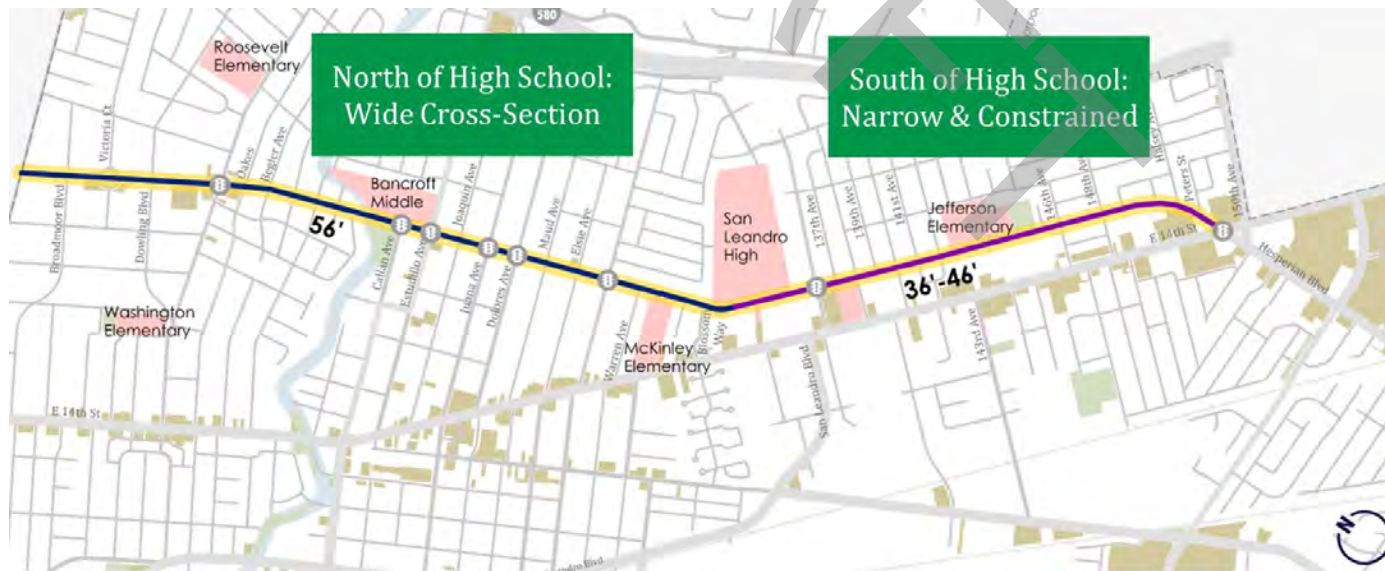 580
Roosevelt
Elementary
North of High School:
Wide Cross-Section
South of High School:
Narrow & Constrained
Victoria Ct
Oakes
Begier Ave
Broadmoor Blvd
Dowling Blvd
56'
Bancroft
Middle
Joaquin Ave
Callan Ave
Estudillo Ave
Maud Ave
Elsie Ave
Juana Ave
Dolores Ave
San
Leandro
High
137th Ave
139th Ave
141st Ave
Jefferson
Elementary
146th Ave
148th Ave
Halsey
Peters St
150th Ave
E 14th St
Hesperian Blvd
36'-46'
Washington
Elementary
Warren Ave
McKinley
Elementary
Blossom
Way
San Leandro Blvd
143rd Ave
E 14th St
Blvd
N